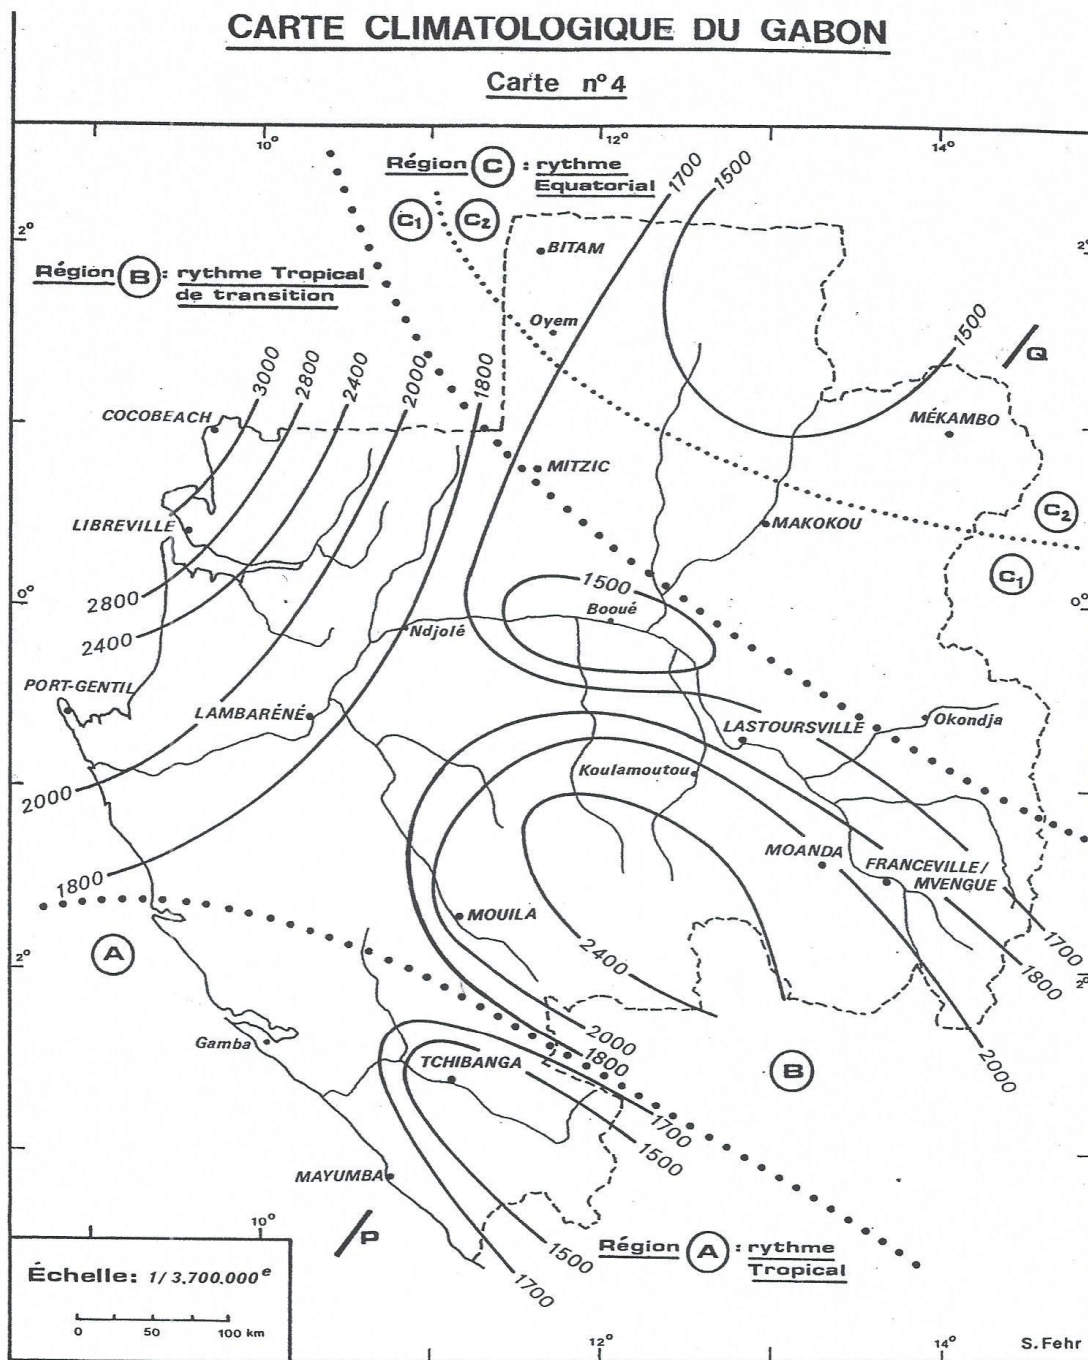 CARTE CLIMATOLOGIQUE DU GABON
Carte n° 4
10°
12°
14°
Région C : rythme
Equatorial
C1 C2
1700
1500
2°
2°
BITAM
Région B : rythme Tropical
de transition
Oyem
1500
Q
3000
2800
2400
2000
1800
COCOBEACH
MÉKAMBO
MITZIC
LIBREVILLE
MAKOKOU
C2
C1
0°
0°
2800
1500
Booué
2400
Ndjolé
PORT-GENTIL
LAMBARÉNÉ
LASTOURSVILLE
Okondja
Koulamoutou
2000
MOANDA
FRANCEVILLE/
MVENGUE
1800
MOUILA
A
2400
1700
2°
1800
2°
2000
Gamba
2000
1800
TCHIBANGA
B
1700
1500
MAYUMBA
P
10°
1500
Région A : rythme
Tropical
1700
Échelle: 1/3.700.000e
0 50 100 km
12°
14°
S. Fehr